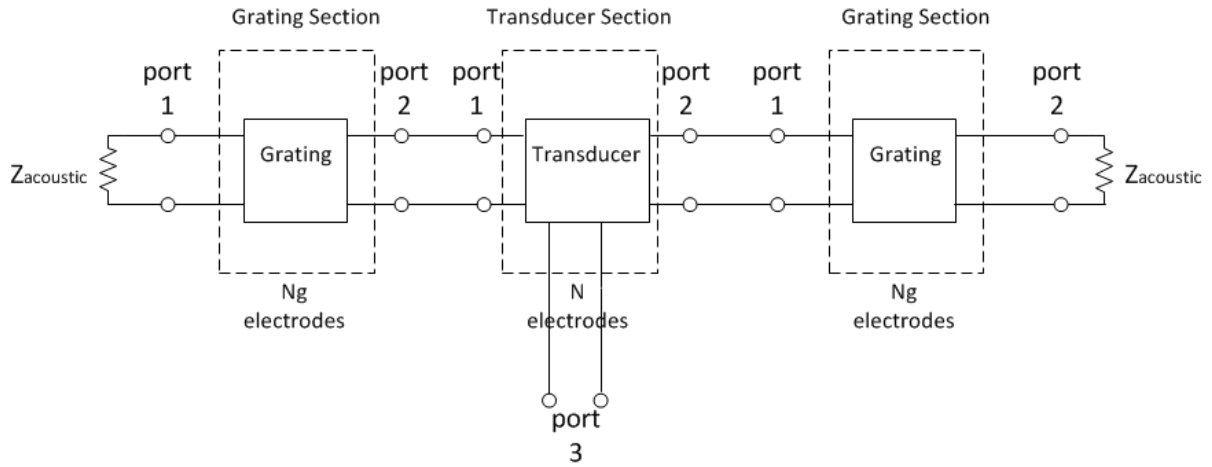 Grating Section
Transducer Section
Grating Section
port
1
port
2
port
1
port
2
port
1
port
2
Zacoustic
Grating
Transducer
Grating
Zacoustic
Ng
electrodes
N
electrodes
Ng
electrodes
port
3